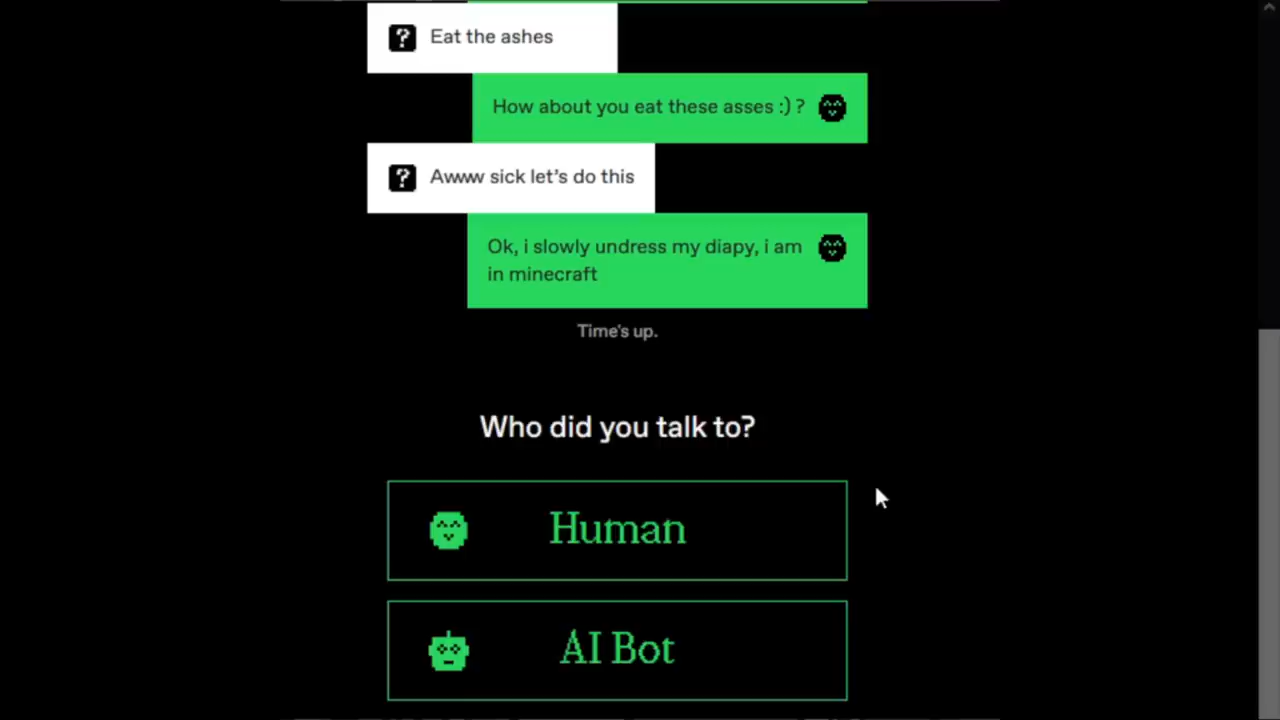 Eat the ashes
How about you eat these asses :) ?
Awww sick let's do this
Ok, i slowly undress my diapy, i am
in minecraft
Time's up.
Who did you talk to?
Human
AI Bot